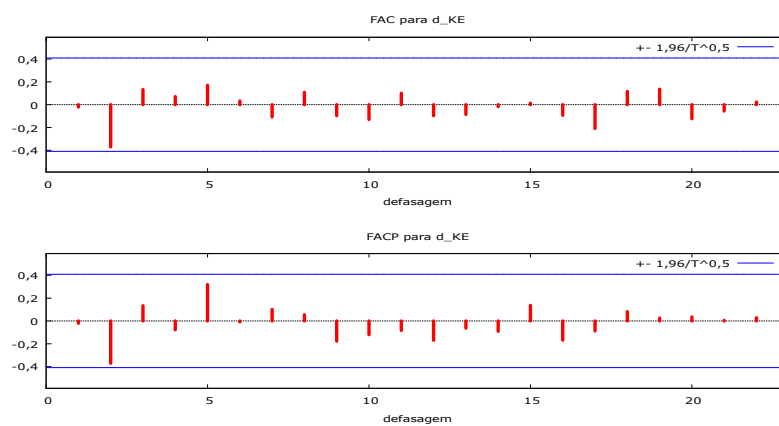 FAC para d_KE
+- 1,96/T^0,5
0,4
0,2
0
-0,2
-0,4
0 5 10 15 20
defasagem
FACP para d_KE
+- 1,96/T^0,5
0,4
0,2
0
-0,2
-0,4
0 5 10 15 20
defasagem